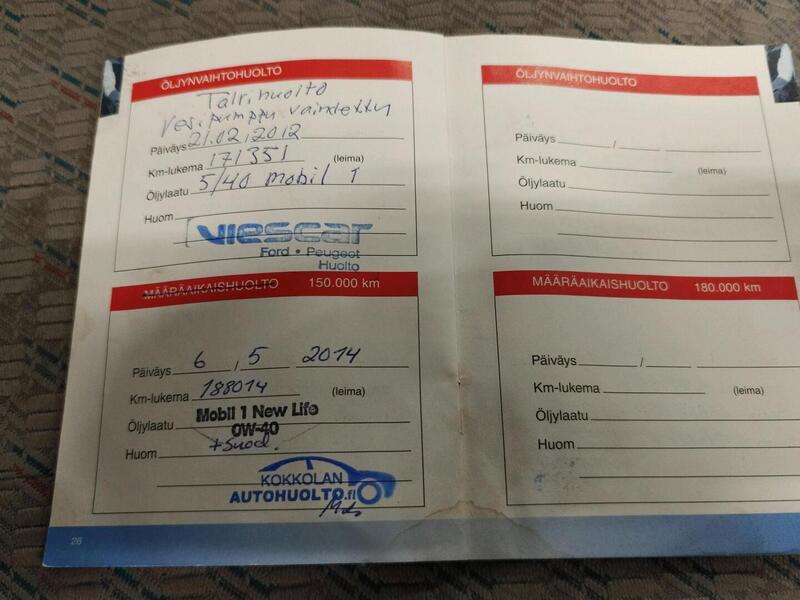 ÖLJYNVAIHTOHUOLTO
Talvihuolto
Vesipumppu vaihdettu
Päiväys 21.02.2012
Km-lukema 171351 (leima)
Öljylaatu 5/40 mobil 1
Huom
viescar
Ford • Peugeot
Huolto
MÄÄRÄAIKAISHUOLTO 150.000 km
Päiväys 6 , 5 2014
Km-lukema 188014 (leima)
Mobil 1 New Life
Öljylaatu 0W-40
Huom +Suod.
KOKKOLAN
AUTOHUOLTO.fi
26
ÖLJYNVAIHTOHUOLTO
Päiväys /
Km-lukema (leima)
Öljylaatu
Huom
MÄÄRÄAIKAISHUOLTO 180.000 km
Päiväys /
Km-lukema (leima)
Öljylaatu
Huom